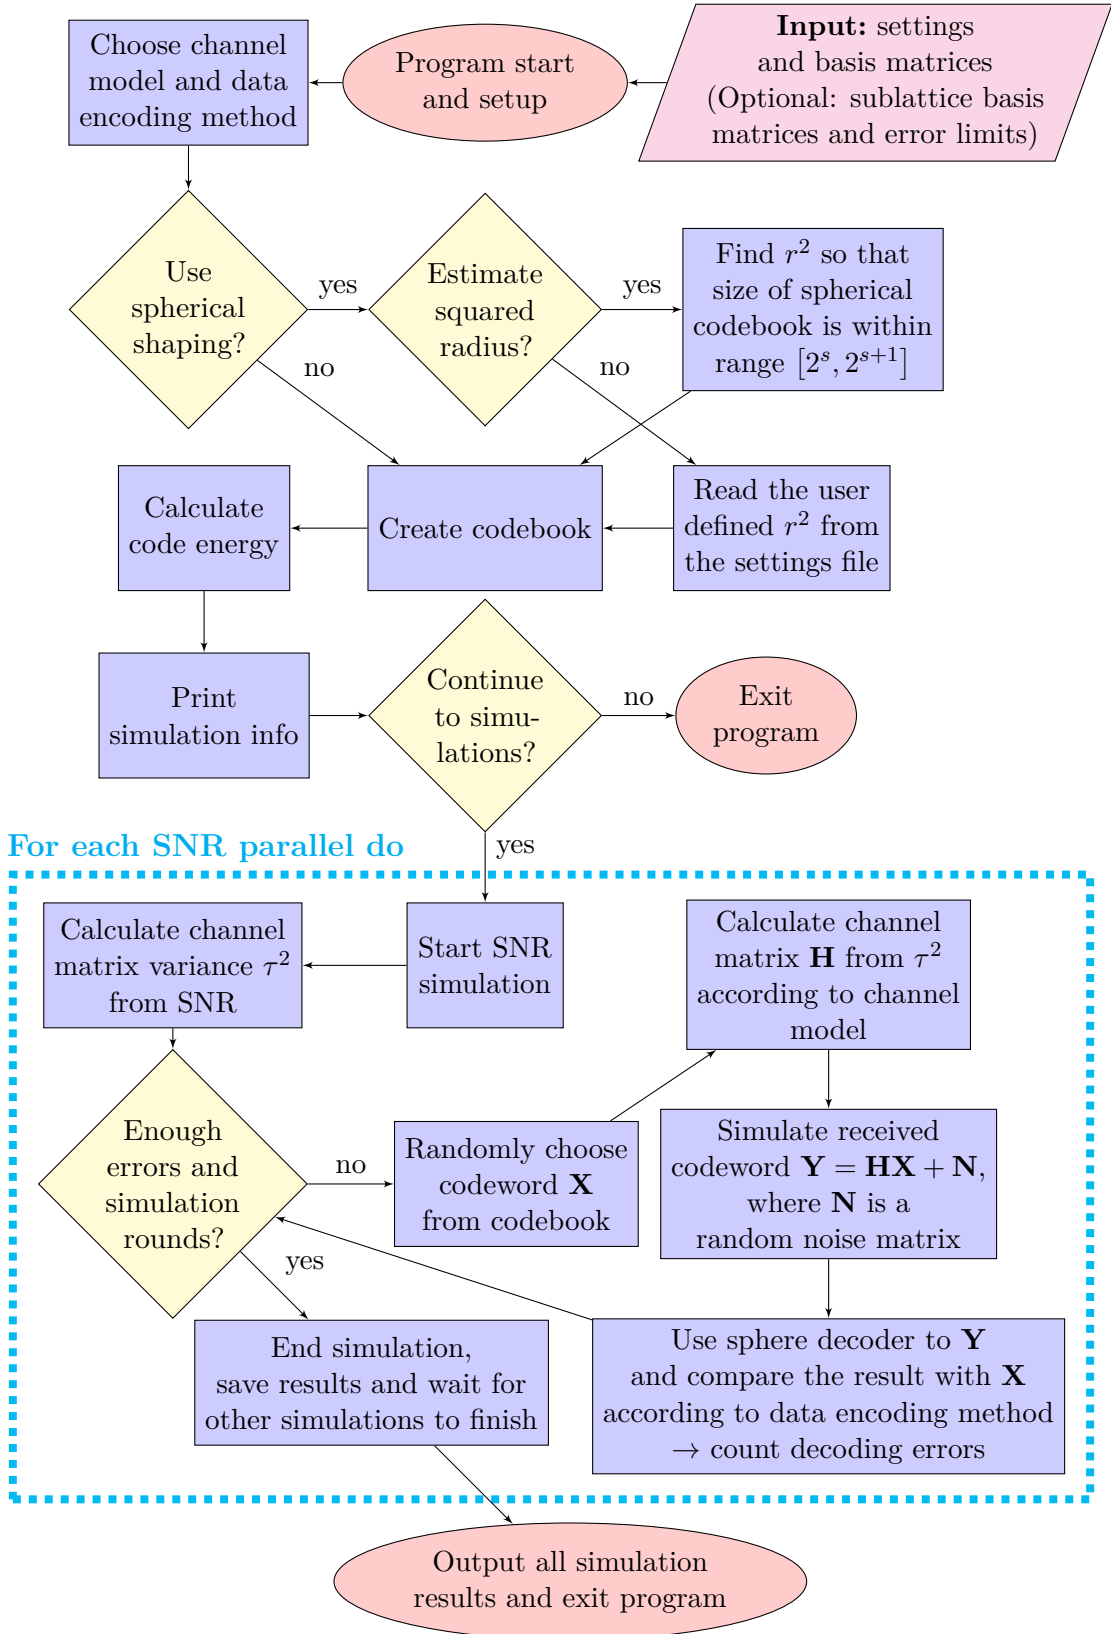 Choose channel
model and data
encoding method
Program start
and setup
Input: settings
and basis matrices
(Optional: sublattice basis
matrices and error limits)
Use
spherical
shaping?
yes
no
Estimate
squared
radius?
yes
no
Find r² so that
size of spherical
codebook is within
range [2ˢ, 2ˢ⁺¹]
Calculate
code energy
Create codebook
Read the user
defined r² from
the settings file
Print
simulation info
Continue
to simu-
lations?
no
Exit
program
yes
For each SNR parallel do
Calculate channel
matrix variance τ²
from SNR
Start SNR
simulation
Calculate channel
matrix H from τ²
according to channel
model
Enough
errors and
simulation
rounds?
no
yes
Randomly choose
codeword X
from codebook
Simulate received
codeword Y = HX + N,
where N is a
random noise matrix
End simulation,
save results and wait for
other simulations to finish
Use sphere decoder to Y
and compare the result with X
according to data encoding method
→ count decoding errors
Output all simulation
results and exit program